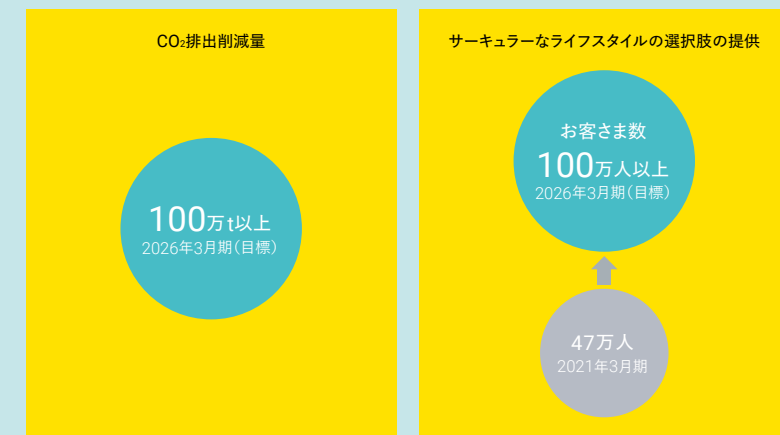 CO₂排出削減量
100万t以上
2026年3月期（目標）
サーキュラーなライフスタイルの選択肢の提供
お客さま数
100万人以上
2026年3月期（目標）
47万人
2021年3月期